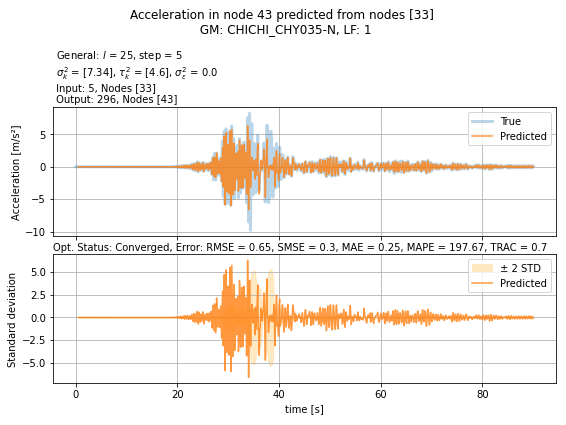 Acceleration in node 43 predicted from nodes [33]
GM: CHICHI_CHY035-N, LF: 1
General: l = 25, step = 5
σ²ₖ = [7.34], τ²ₖ = [4.6], σ²ε = 0.0
Input: 5, Nodes [33]
Output: 296, Nodes [43]
True
Predicted
5
0
−5
−10
Acceleration [m/s²]
Opt. Status: Converged, Error: RMSE = 0.65, SMSE = 0.3, MAE = 0.25, MAPE = 197.67, TRAC = 0.7
± 2 STD
Predicted
5.0
2.5
0.0
−2.5
−5.0
Standard deviation
0 20 40 60 80
time [s]